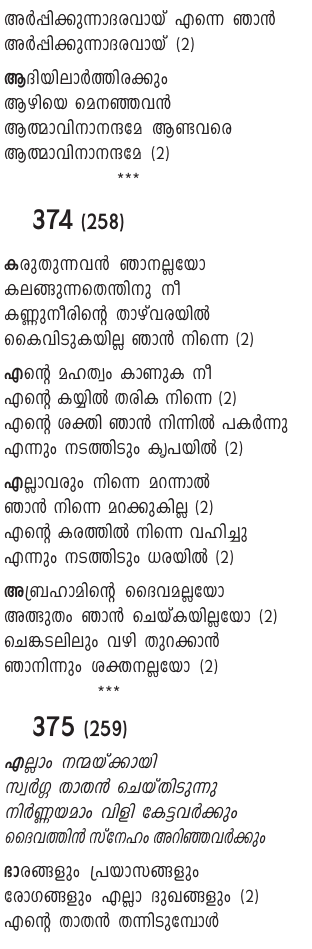 അർപ്പിക്കുന്നാദരവായ് എന്നെ ഞാൻ
അർപ്പിക്കുന്നാദരവായ് (2)
ആദിയിലാർത്തിരക്കും
ആഴിയെ മെനഞ്ഞവൻ
ആത്മാവിനാനന്ദമേ ആണ്ടവരെ
ആത്മാവിനാനന്ദമേ (2)
***
374 (258)
കരുതുന്നവൻ ഞാനല്ലയോ
കലങ്ങുന്നതെന്തിനു നീ
കണ്ണുനീരിന്റെ താഴ്‌വരയിൽ
കൈവിടുകയില്ല ഞാൻ നിന്നെ (2)
എന്റെ മഹത്വം കാണുക നീ
എന്റെ കയ്യിൽ തരിക നിന്നെ (2)
എന്റെ ശക്തി ഞാൻ നിന്നിൽ പകർന്നു
എന്നും നടത്തിടും കൃപയിൽ (2)
എല്ലാവരും നിന്നെ മറന്നാൽ
ഞാൻ നിന്നെ മറക്കുകില്ല (2)
എന്റെ കരത്തിൽ നിന്നെ വഹിച്ചു
എന്നും നടത്തിടും ധരയിൽ (2)
അബ്രഹാമിന്റെ ദൈവമല്ലയോ
അത്ഭുതം ഞാൻ ചെയ്കയില്ലയോ (2)
ചെങ്കടലിലും വഴി തുറക്കാൻ
ഞാനിന്നും ശക്തനല്ലയോ (2)
***
375 (259)
എല്ലാം നന്മയ്ക്കായി
സ്വർഗ്ഗ താതൻ ചെയ്തിടുന്നു
നിർണ്ണയമാം വിളി കേട്ടവർക്കും
ദൈവത്തിൻ സ്നേഹം അറിഞ്ഞവർക്കും
ഭാരങ്ങളും പ്രയാസങ്ങളും
രോഗങ്ങളും എല്ലാ ദുഖങ്ങളും (2)
എന്റെ താതൻ തന്നിടുമ്പോൾ